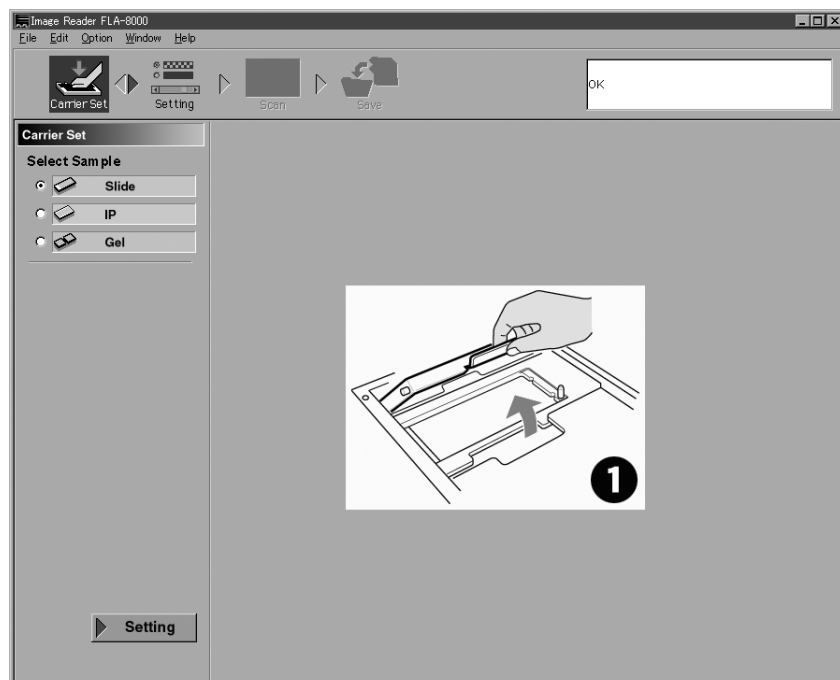 Image Reader FLA-8000
File Edit Option Window Help
Carrier Set Setting Scan Save
OK
Carrier Set
Select Sample
Slide
IP
Gel
1
Setting